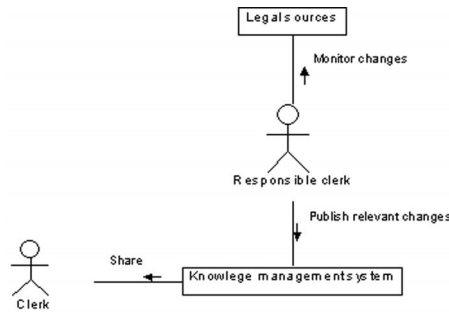 Legal sources
Monitor changes
Responsible clerk
Publish relevant changes
Share
Knowlege management system
Clerk